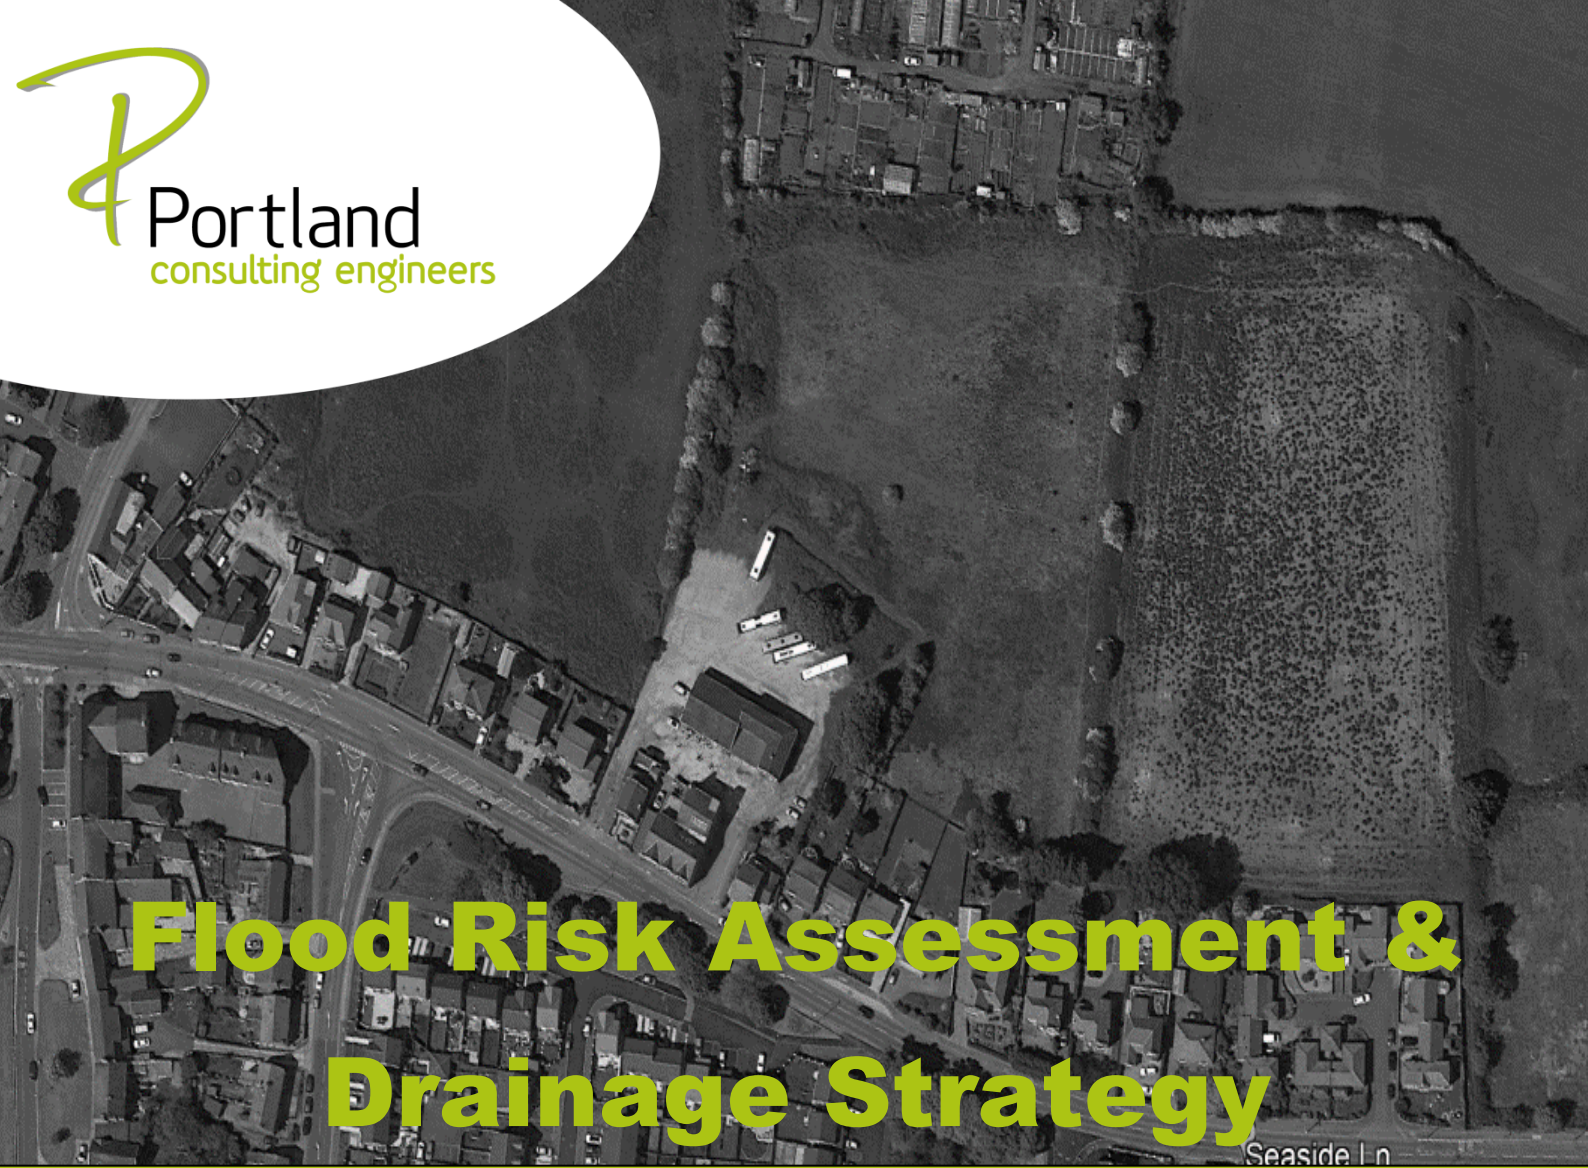 Portland
consulting engineers
Flood Risk Assessment &
Drainage Strategy
Seaside Ln